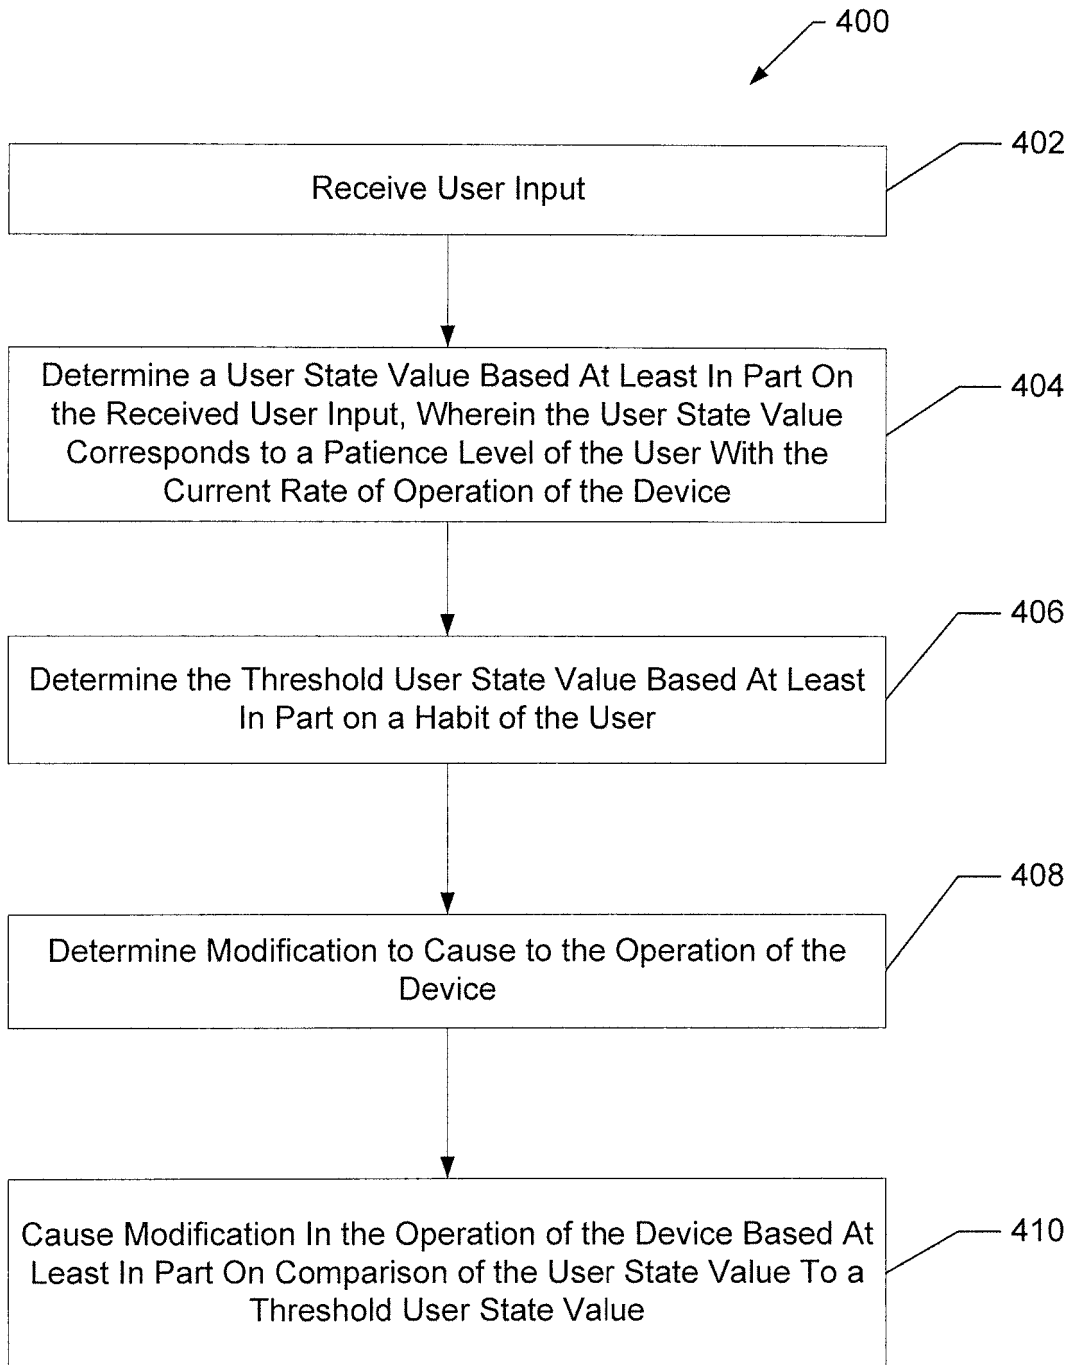 400
402
Receive User Input
404
Determine a User State Value Based At Least In Part On
the Received User Input, Wherein the User State Value
Corresponds to a Patience Level of the User With the
Current Rate of Operation of the Device
406
Determine the Threshold User State Value Based At Least
In Part on a Habit of the User
408
Determine Modification to Cause to the Operation of the
Device
410
Cause Modification In the Operation of the Device Based At
Least In Part On Comparison of the User State Value To a
Threshold User State Value